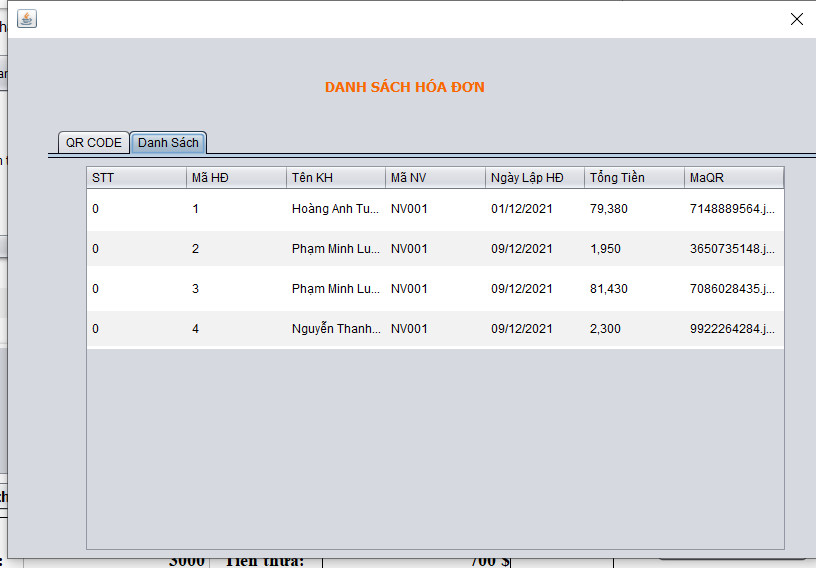 DANH SÁCH HÓA ĐƠN
QR CODE Danh Sách
STT Mã HĐ Tên KH Mã NV Ngày Lập HĐ Tổng Tiền MaQR
0 1 Hoàng Anh Tu... NV001 01/12/2021 79,380 7148889564.j...
0 2 Phạm Minh Lu... NV001 09/12/2021 1,950 3650735148.j...
0 3 Phạm Minh Lu... NV001 09/12/2021 81,430 7086028435.j...
0 4 Nguyễn Thanh... NV001 09/12/2021 2,300 9922264284.j...
3000 Tiền thừa: 700 $